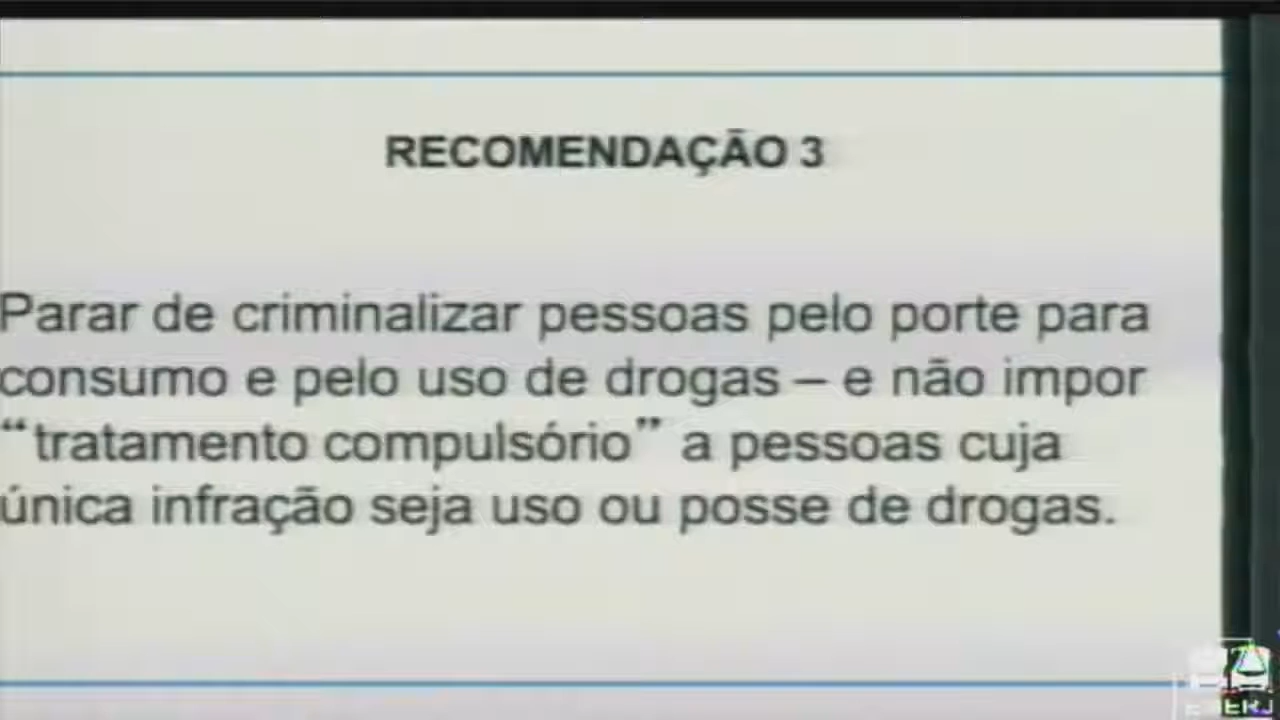 RECOMENDAÇÃO 3
Parar de criminalizar pessoas pelo porte para
consumo e pelo uso de drogas – e não impor
“tratamento compulsório” a pessoas cuja
única infração seja uso ou posse de drogas.